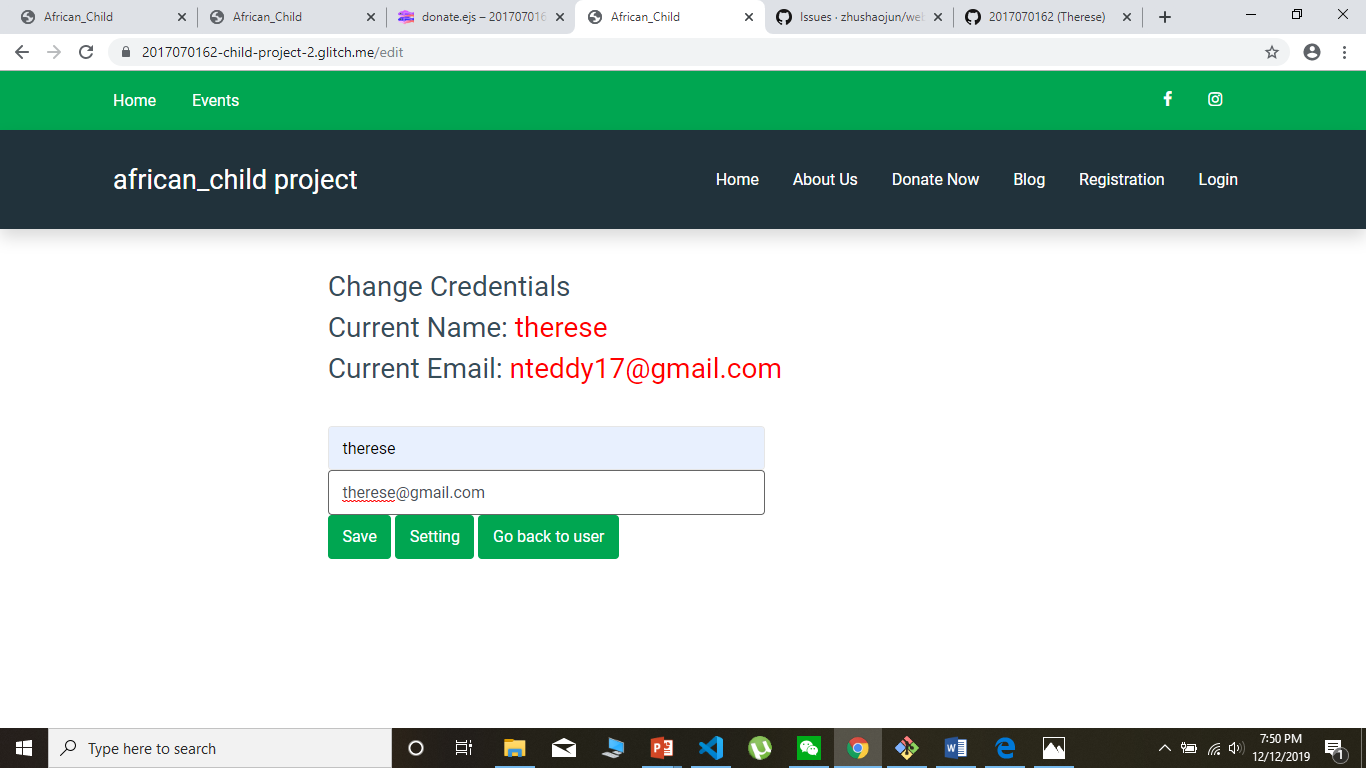 African_Child
African_Child
donate.ejs – 201707016
African_Child
Issues · zhushaojun/web
2017070162 (Therese)
2017070162-child-project-2.glitch.me/edit
Home Events
african_child project
Home About Us Donate Now Blog Registration Login
Change Credentials
Current Name: therese
Current Email: nteddy17@gmail.com
therese
therese@gmail.com
Save Setting Go back to user
Type here to search
7:50 PM
12/12/2019
1